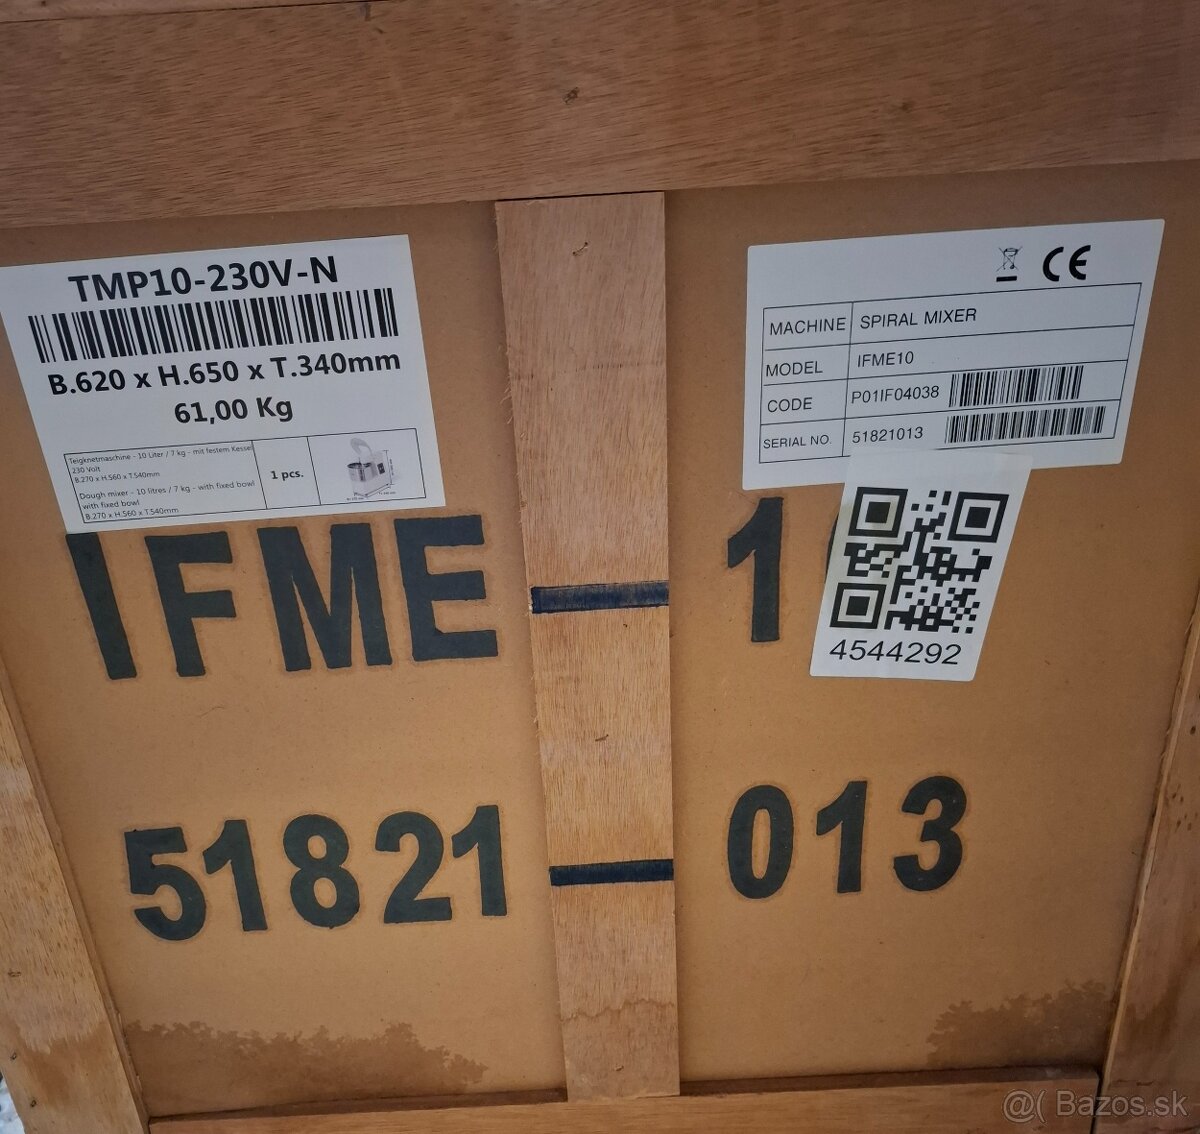 TMP10-230V-N
B.620 x H.650 x T.340mm
61,00 Kg
Teigknetmaschine - 10 Liter / 7 kg - mit festem Kessel
230 Volt
B.270 x H.560 x T.540mm
Dough mixer - 10 litres / 7 kg - with fixed bowl
with fixed bowl
B.270 x H.560 x T.540mm
1 pcs.
CE
MACHINE SPIRAL MIXER
MODEL IFME10
CODE P01IF04038
SERIAL NO. 51821013
4544292
IFME 1
51821 013
@( Bazos.sk